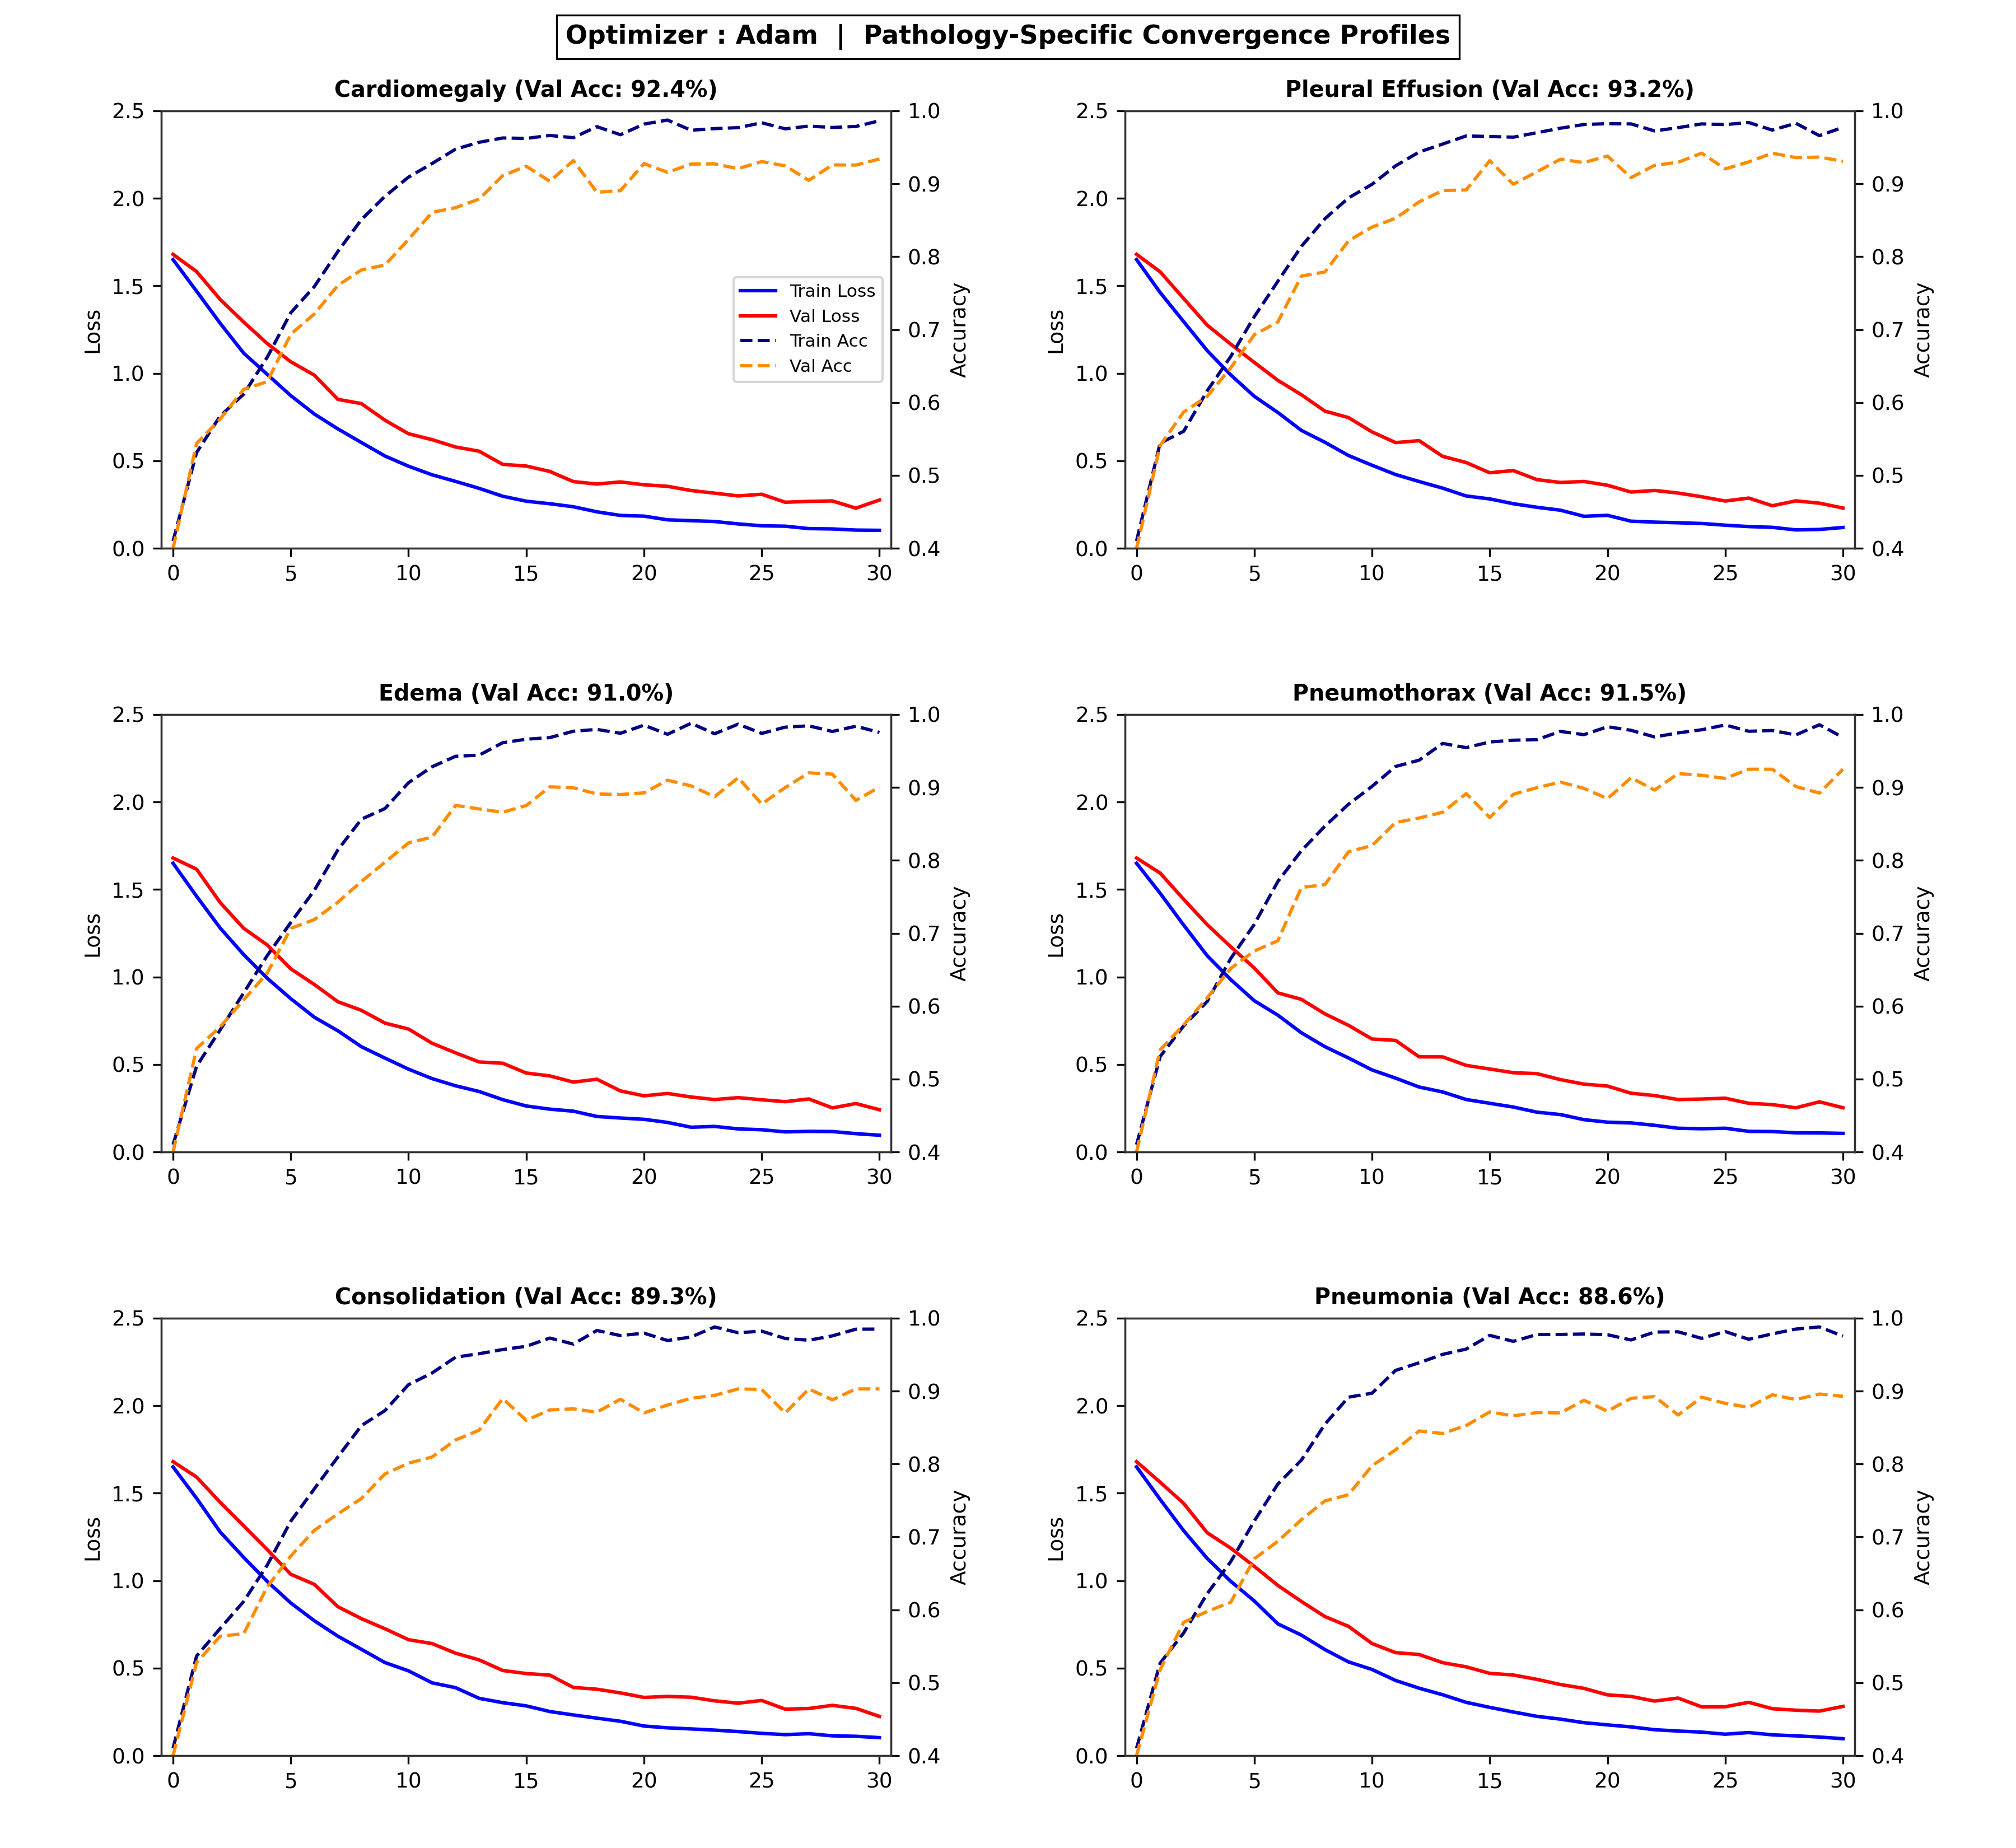 Optimizer : Adam | Pathology-Specific Convergence Profiles
Cardiomegaly (Val Acc: 92.4%)
2.5
2.0
1.5
1.0
0.5
0.0
Loss
1.0
0.9
0.8
0.7
0.6
0.5
0.4
Accuracy
Train Loss
Val Loss
Train Acc
Val Acc
0 5 10 15 20 25 30
Pleural Effusion (Val Acc: 93.2%)
2.5
2.0
1.5
1.0
0.5
0.0
Loss
1.0
0.9
0.8
0.7
0.6
0.5
0.4
Accuracy
0 5 10 15 20 25 30
Edema (Val Acc: 91.0%)
2.5
2.0
1.5
1.0
0.5
0.0
Loss
1.0
0.9
0.8
0.7
0.6
0.5
0.4
Accuracy
0 5 10 15 20 25 30
Pneumothorax (Val Acc: 91.5%)
2.5
2.0
1.5
1.0
0.5
0.0
Loss
1.0
0.9
0.8
0.7
0.6
0.5
0.4
Accuracy
0 5 10 15 20 25 30
Consolidation (Val Acc: 89.3%)
2.5
2.0
1.5
1.0
0.5
0.0
Loss
1.0
0.9
0.8
0.7
0.6
0.5
0.4
Accuracy
0 5 10 15 20 25 30
Pneumonia (Val Acc: 88.6%)
2.5
2.0
1.5
1.0
0.5
0.0
Loss
1.0
0.9
0.8
0.7
0.6
0.5
0.4
Accuracy
0 5 10 15 20 25 30